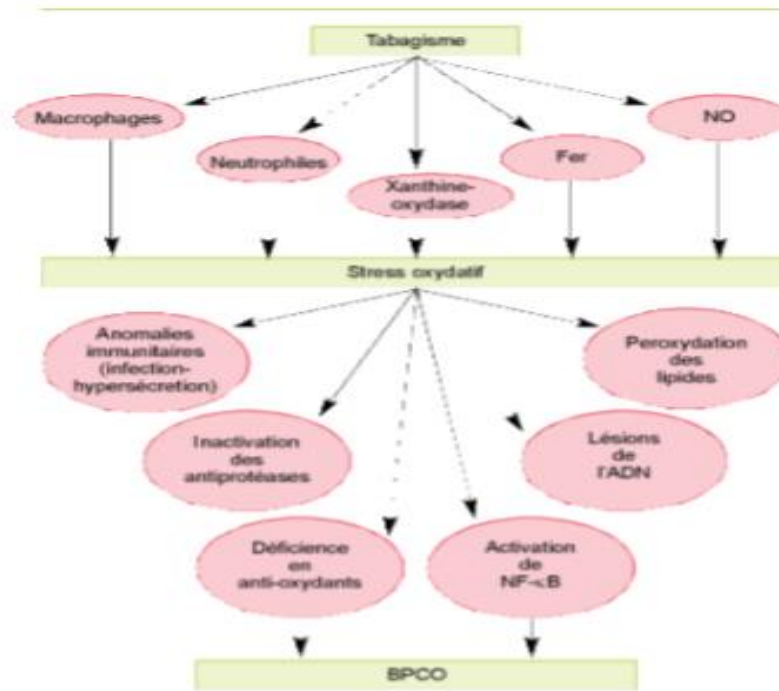 Tabagisme
Macrophages
NO
Neutrophiles
Fer
Xanthine-
oxydase
Stress oxydatif
Anomalies
immunitaires
(infection-
hypersécretion)
Peroxydation
des
lipides
Inactivation
des
antiprotéases
Lésions
de
l'ADN
Déficience
en
anti-oxydants
Activation
de
NF-κB
BPCO